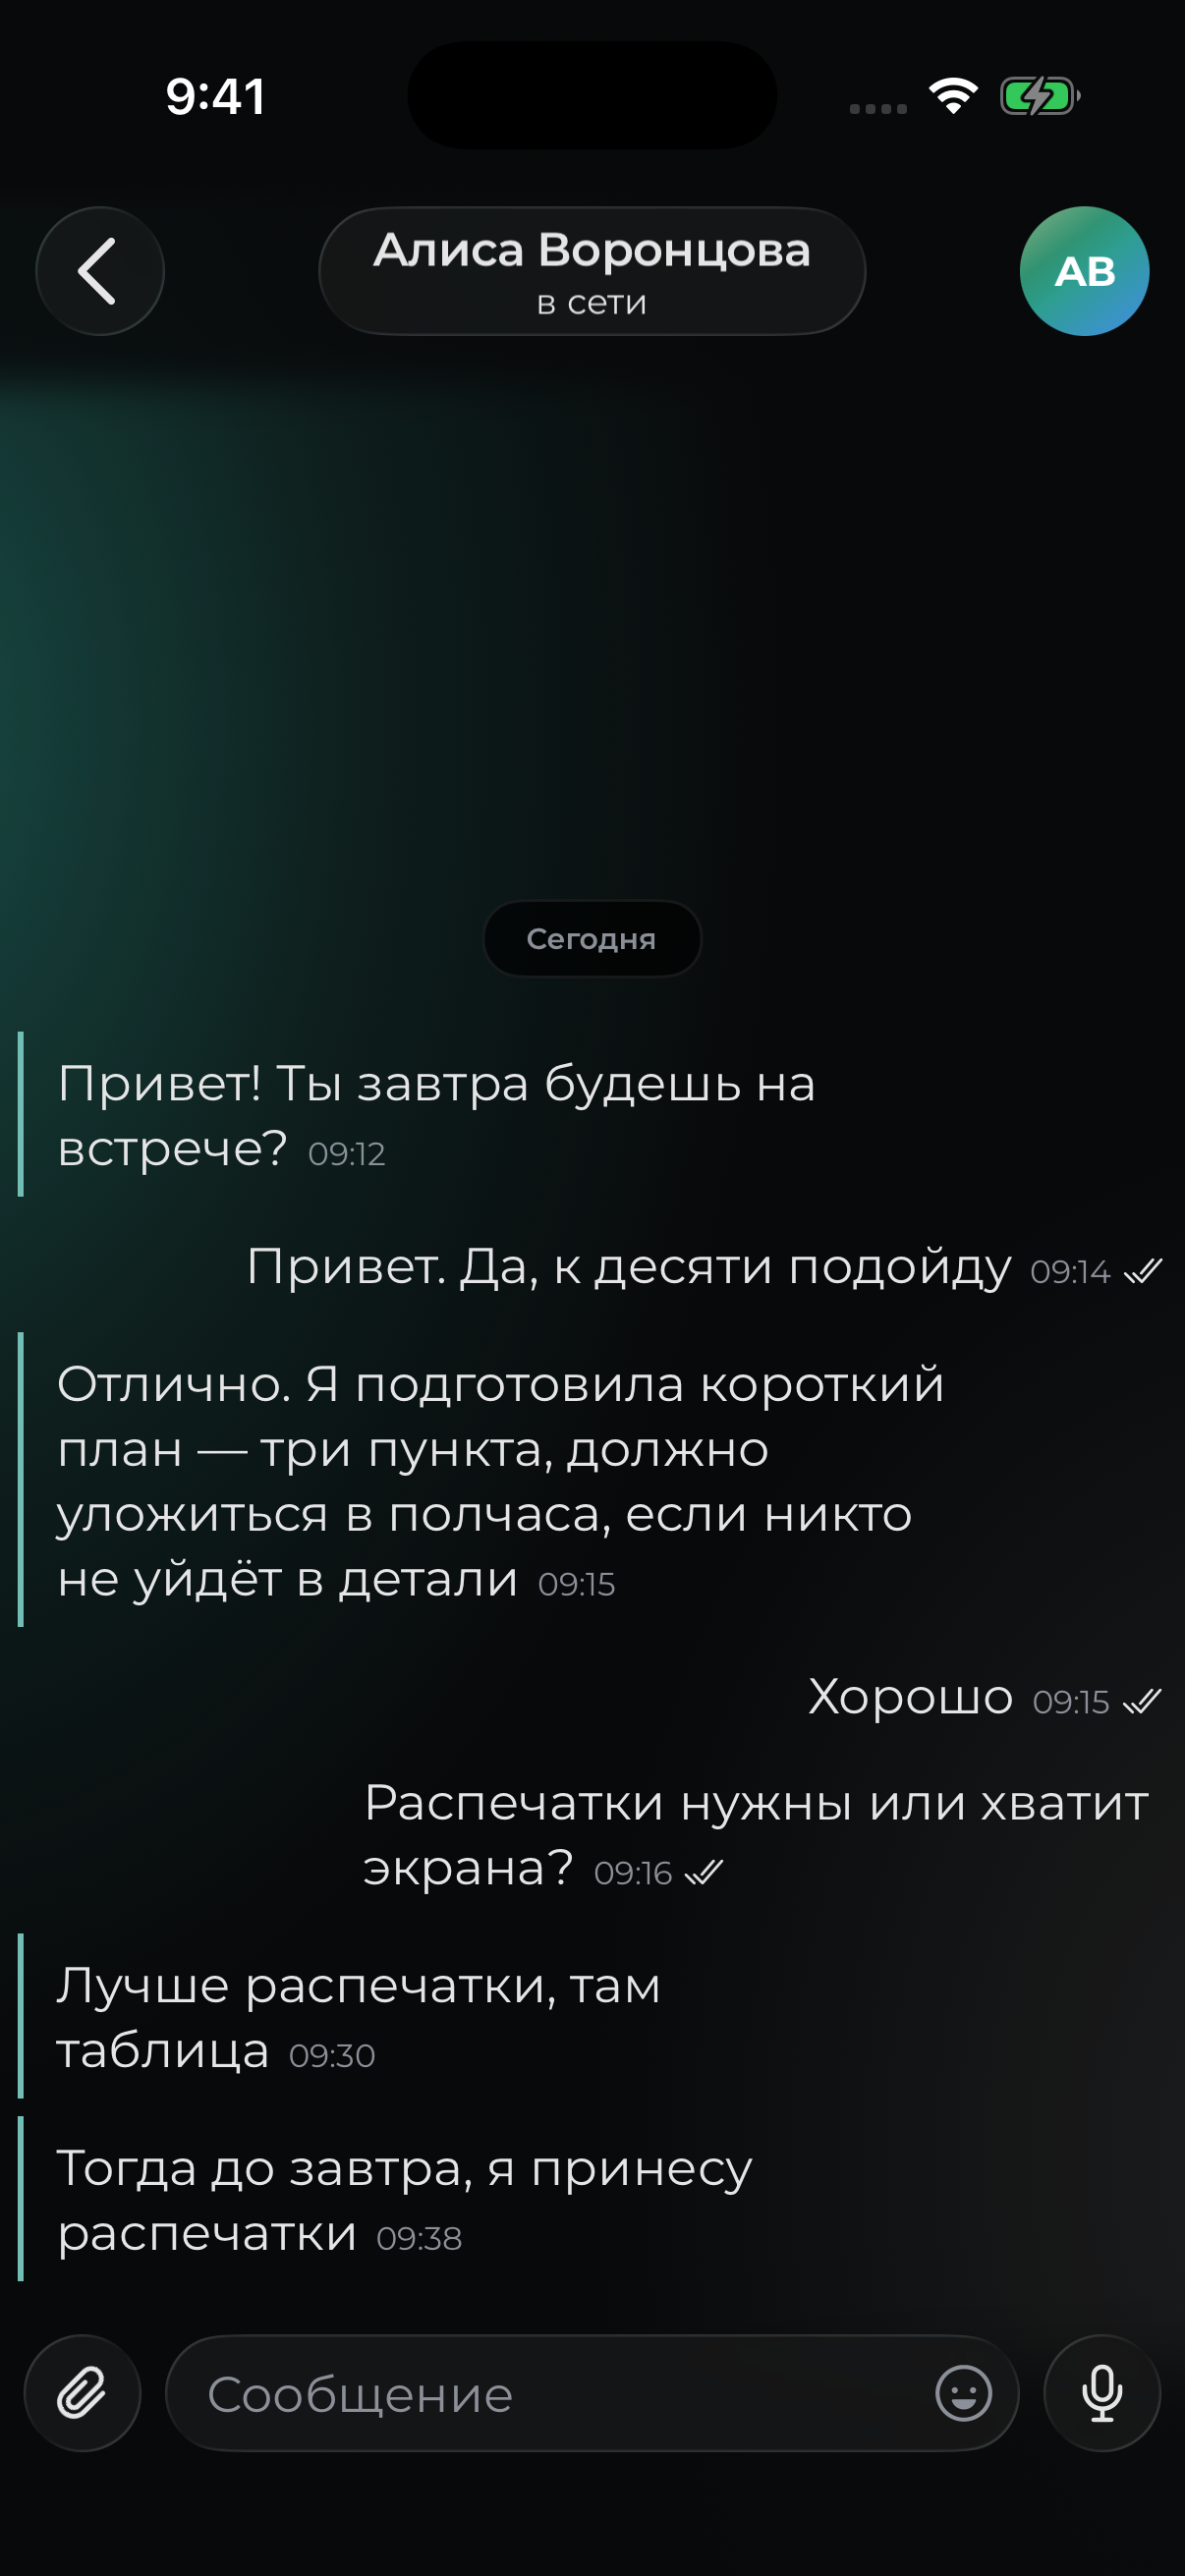 9:41
Алиса Воронцова
в сети
АВ
Сегодня
Привет! Ты завтра будешь на
встрече? 09:12
Привет. Да, к десяти подойду 09:14
Отлично. Я подготовила короткий
план — три пункта, должно
уложиться в полчаса, если никто
не уйдёт в детали 09:15
Хорошо 09:15
Распечатки нужны или хватит
экрана? 09:16
Лучше распечатки, там
таблица 09:30
Тогда до завтра, я принесу
распечатки 09:38
Сообщение